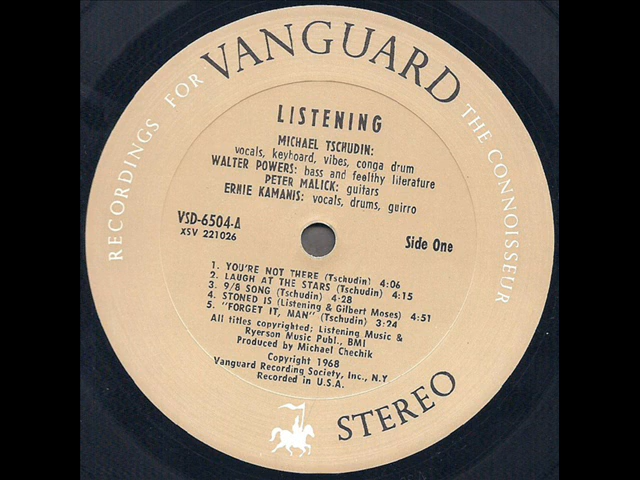 RECORDINGS FOR VANGUARD THE CONNOISSEUR
LISTENING
MICHAEL TSCHUDIN:
vocals, keyboard, vibes, conga drum
WALTER POWERS: bass and feelthy literature
PETER MALICK: guitars
ERNIE KAMANIS: vocals, drums, guirro
VSD-6504-A
XSV 221026
Side One
1. YOU'RE NOT THERE (Tschudin) 4:06
2. LAUGH AT THE STARS (Tschudin) 4:15
3. 9/8 SONG (Tschudin) 4:28
4. STONED IS (Listening & Gilbert Moses) 4:51
5. "FORGET IT, MAN" (Tschudin) 3:24
All titles copyrighted; Listening Music &
Ryerson Music Publ., BMI
Produced by Michael Chechik
Copyright 1968
Vanguard Recording Society, Inc., N.Y
Recorded in U.S.A.
STEREO